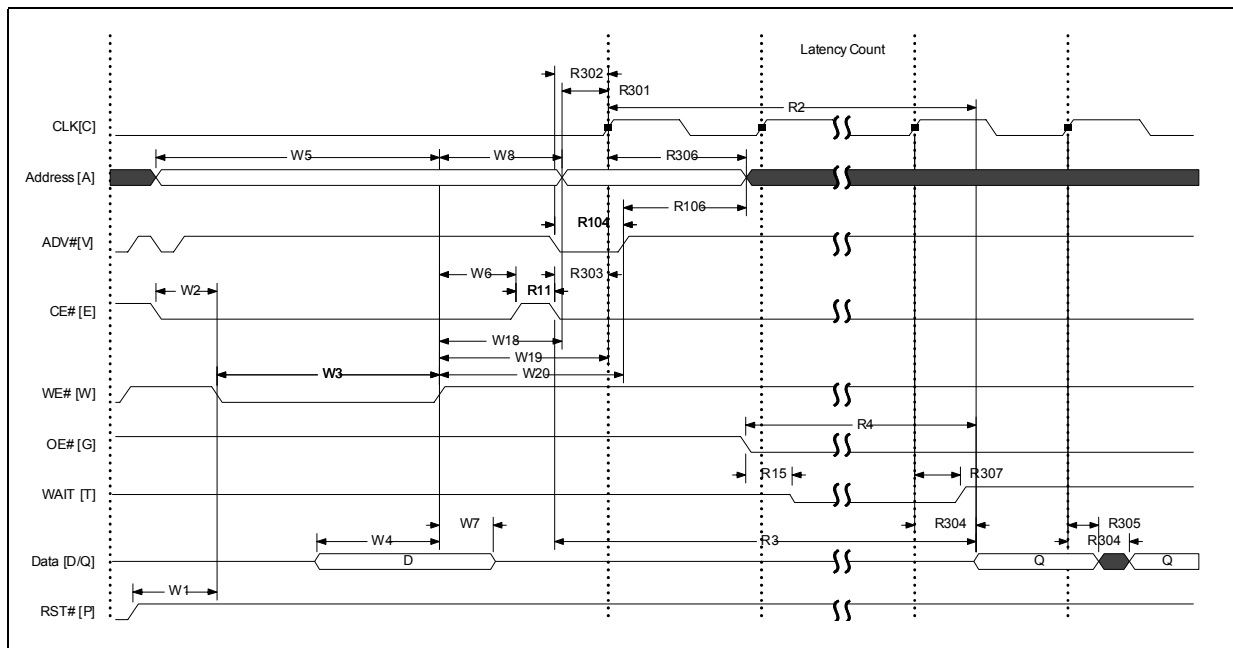 Latency Count
R302
R301
R2
CLK[C]
W5
W8
R306
Address [A]
R106
R104
ADV#[V]
W6
R303
W2
R11
CE# [E]
W18
W19
W3
W20
WE# [W]
R4
OE# [G]
R15
R307
WAIT [T]
W7
R304
R305
W4
R3
R304
Data [D/Q]
D
Q
Q
W1
RST# [P]